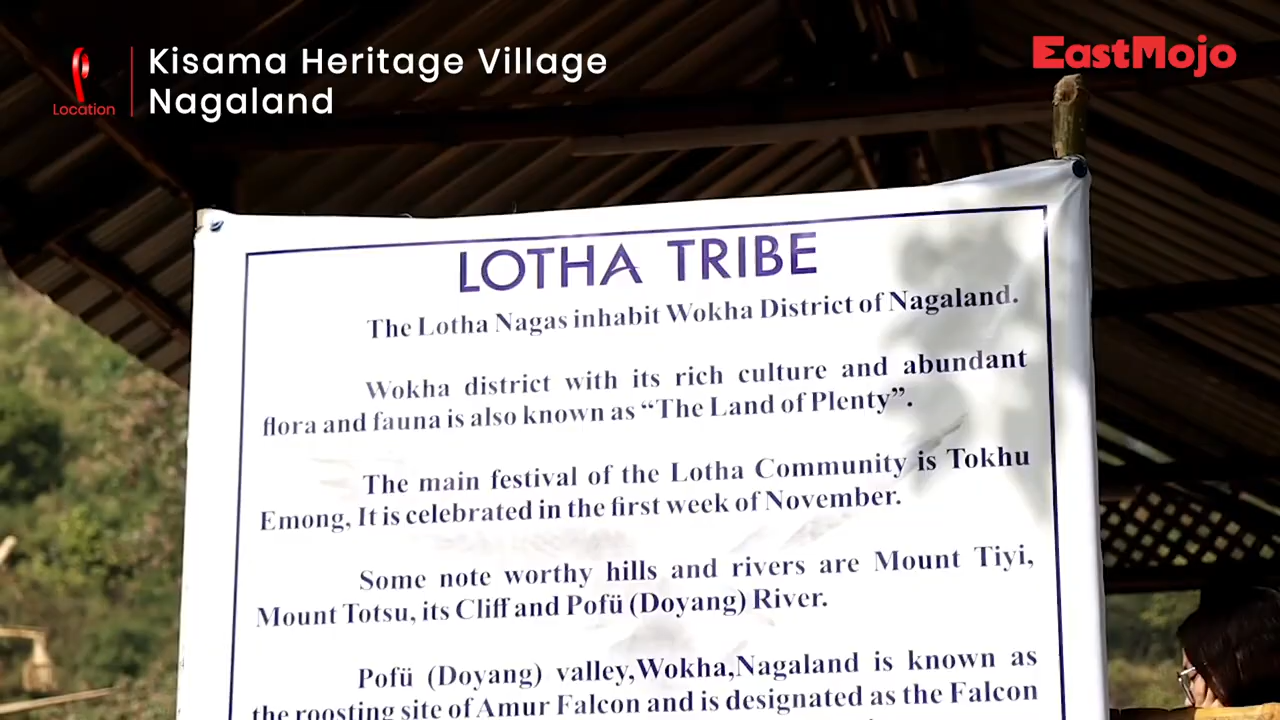 Kisama Heritage Village
Nagaland
Location
EastMojo
LOTHA TRIBE
The Lotha Nagas inhabit Wokha District of Nagaland.
Wokha district with its rich culture and abundant
flora and fauna is also known as “The Land of Plenty”.
The main festival of the Lotha Community is Tokhu
Emong, It is celebrated in the first week of November.
Some note worthy hills and rivers are Mount Tiyi,
Mount Totsu, its Cliff and Pofü (Doyang) River.
Pofü (Doyang) valley,Wokha,Nagaland is known as
the roosting site of Amur Falcon and is designated as the Falcon